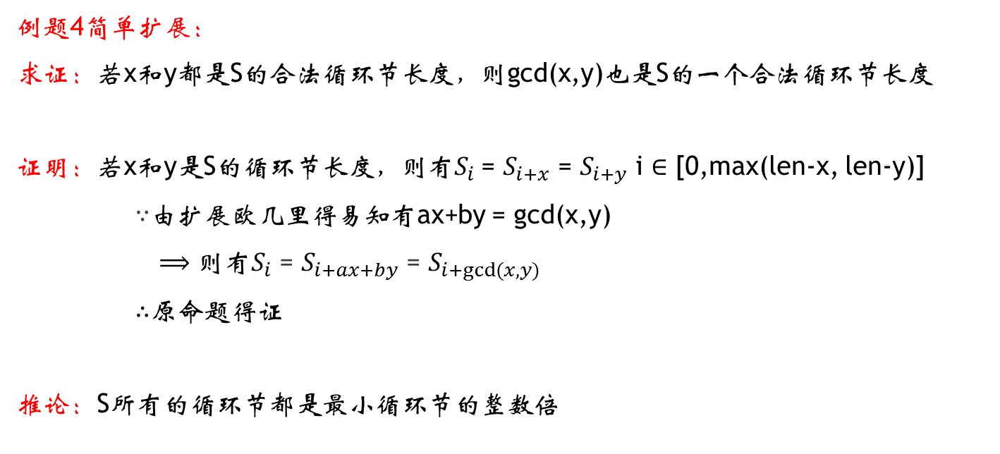 例题4简单扩展：
求证：若x和y都是S的合法循环节长度，则gcd(x,y)也是S的一个合法循环节长度
证明：若x和y是S的循环节长度，则有Sᵢ = Sᵢ₊ₓ = S_{i+y} i ∈ [0,max(len-x, len-y)]
∵由扩展欧几里得易知有ax+by = gcd(x,y)
⟹ 则有Sᵢ = S_{i+ax+by} = S_{i+gcd(x,y)}
∴原命题得证
推论：S所有的循环节都是最小循环节的整数倍